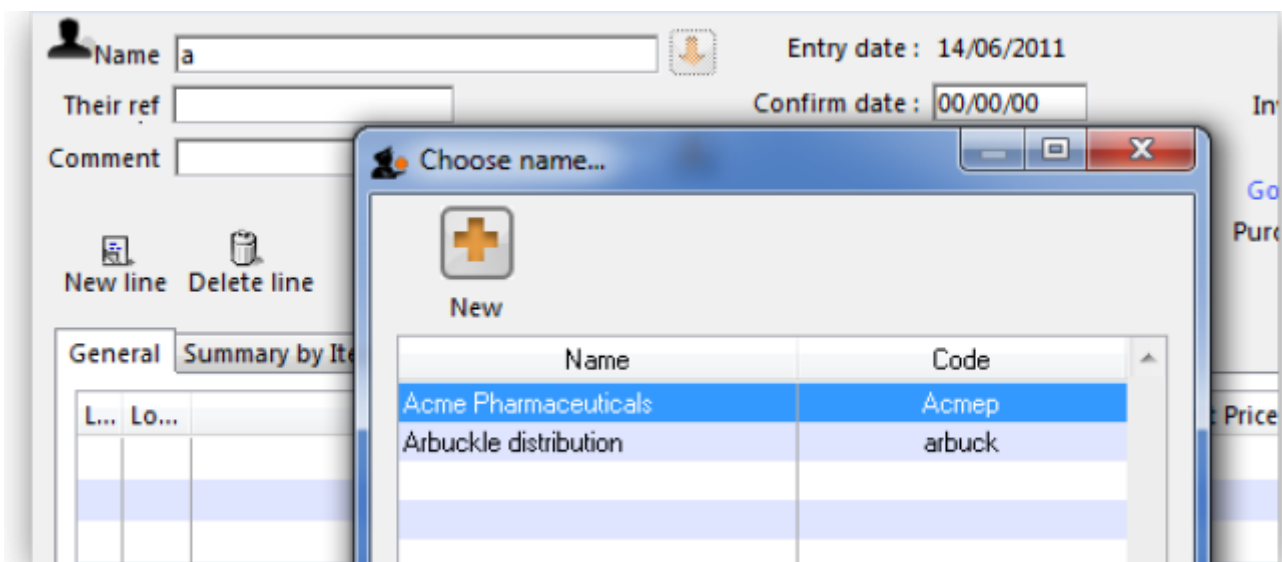 Name a Entry date : 14/06/2011
Their ref Confirm date : 00/00/00
Comment
Choose name...
New line Delete line
New
General Summary by Ite
Name Code
L... Lo...
Acme Pharmaceuticals Acmep
Arbuckle distribution arbuck
Price